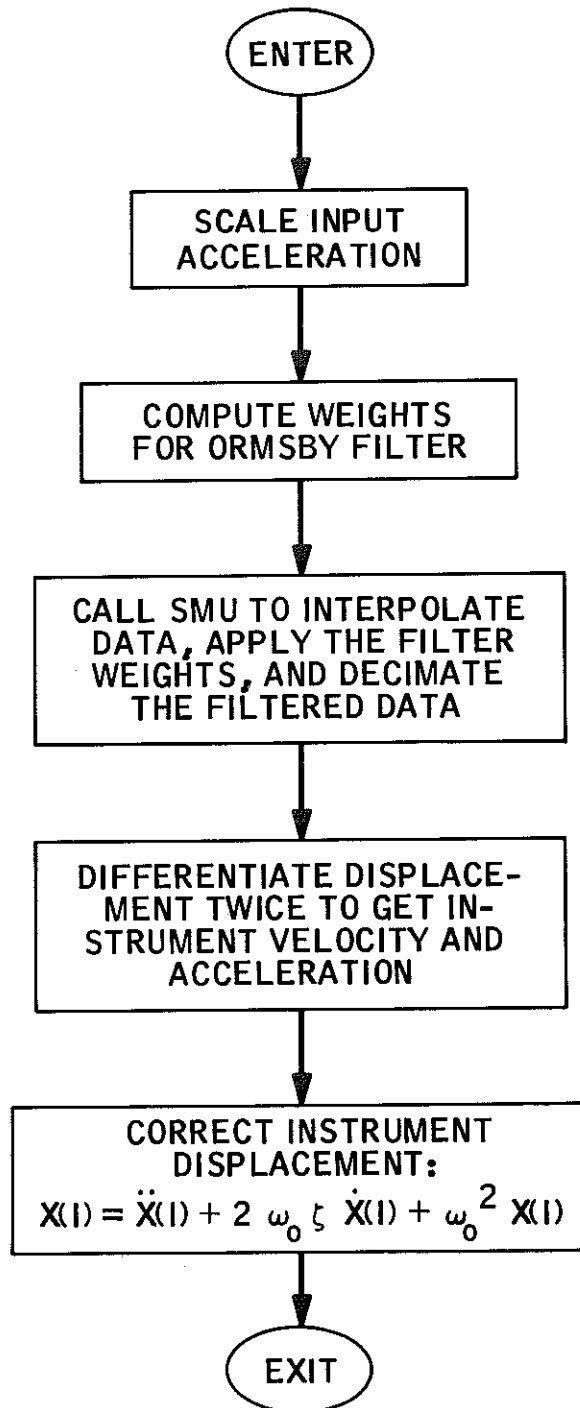 ENTER
SCALE INPUT
ACCELERATION
COMPUTE WEIGHTS
FOR ORMSBY FILTER
CALL SMU TO INTERPOLATE
DATA, APPLY THE FILTER
WEIGHTS, AND DECIMATE
THE FILTERED DATA
DIFFERENTIATE DISPLACE-
MENT TWICE TO GET IN-
STRUMENT VELOCITY AND
ACCELERATION
CORRECT INSTRUMENT
DISPLACEMENT:
X(I) = Ẍ(I) + 2 ω₀ ζ Ẋ(I) + ω₀² X(I)
EXIT